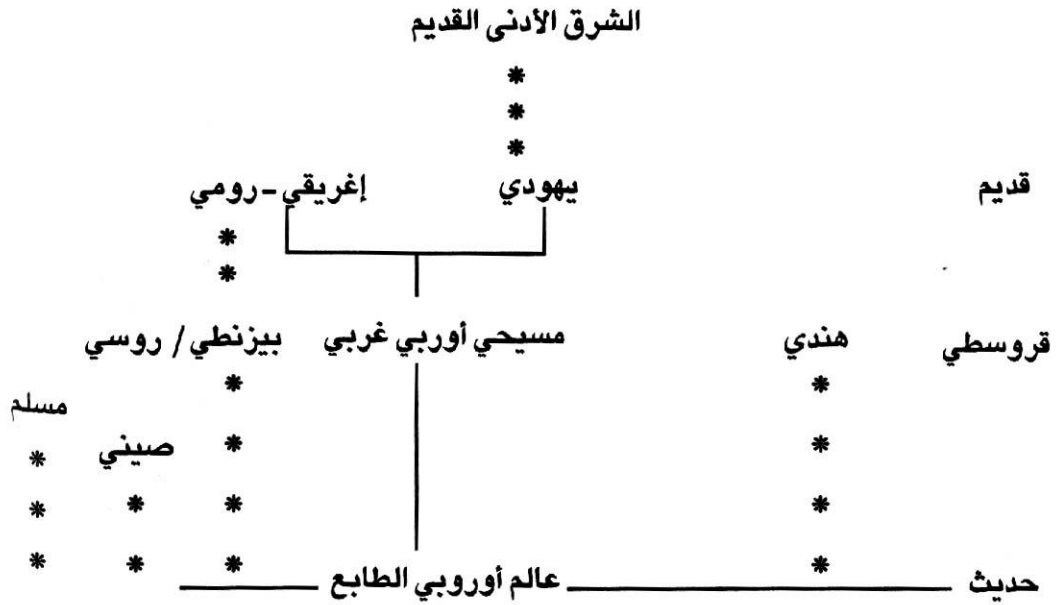 الشرق الأدنى القديم
*
*
*
قديم يهودي إغريقي-رومي
*
*
قروسطي هندي مسيحي أوربي غربي بيزنطي / روسي
* *
مسلم
* * صيني *
* * * *
* * * *
حديث عالم أوروبي الطابع